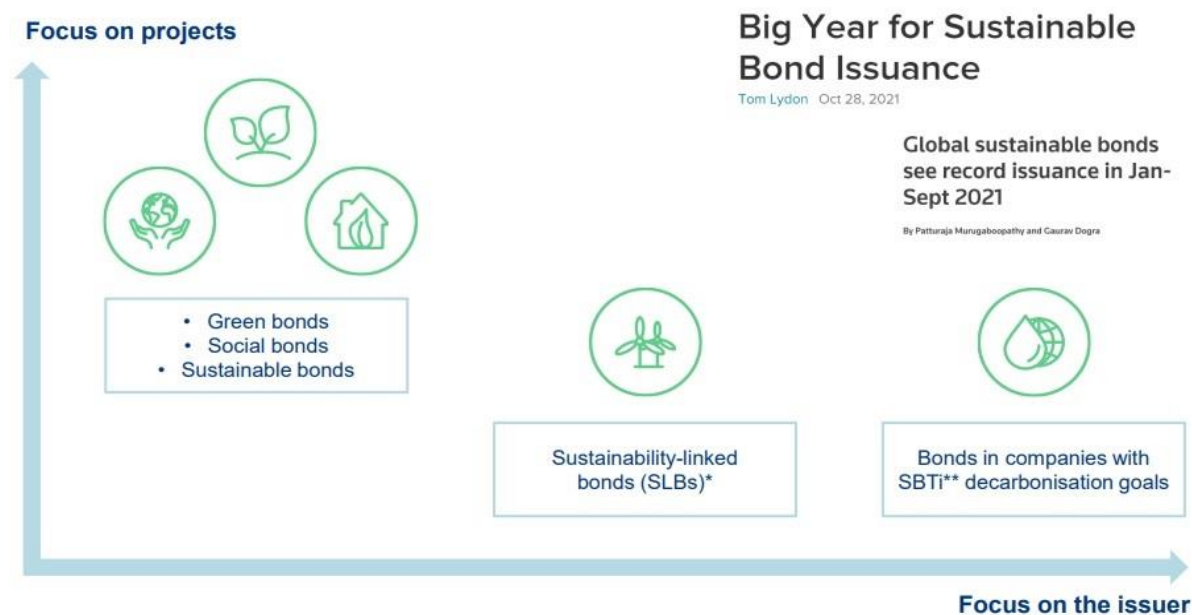 Focus on projects
Big Year for Sustainable
Bond Issuance
Tom Lydon Oct 28, 2021
Global sustainable bonds
see record issuance in Jan-
Sept 2021
By Patturaja Murugaboopathy and Gaurav Dogra
• Green bonds
• Social bonds
• Sustainable bonds
Sustainability-linked
bonds (SLBs)*
Bonds in companies with
SBTi** decarbonisation goals
Focus on the issuer